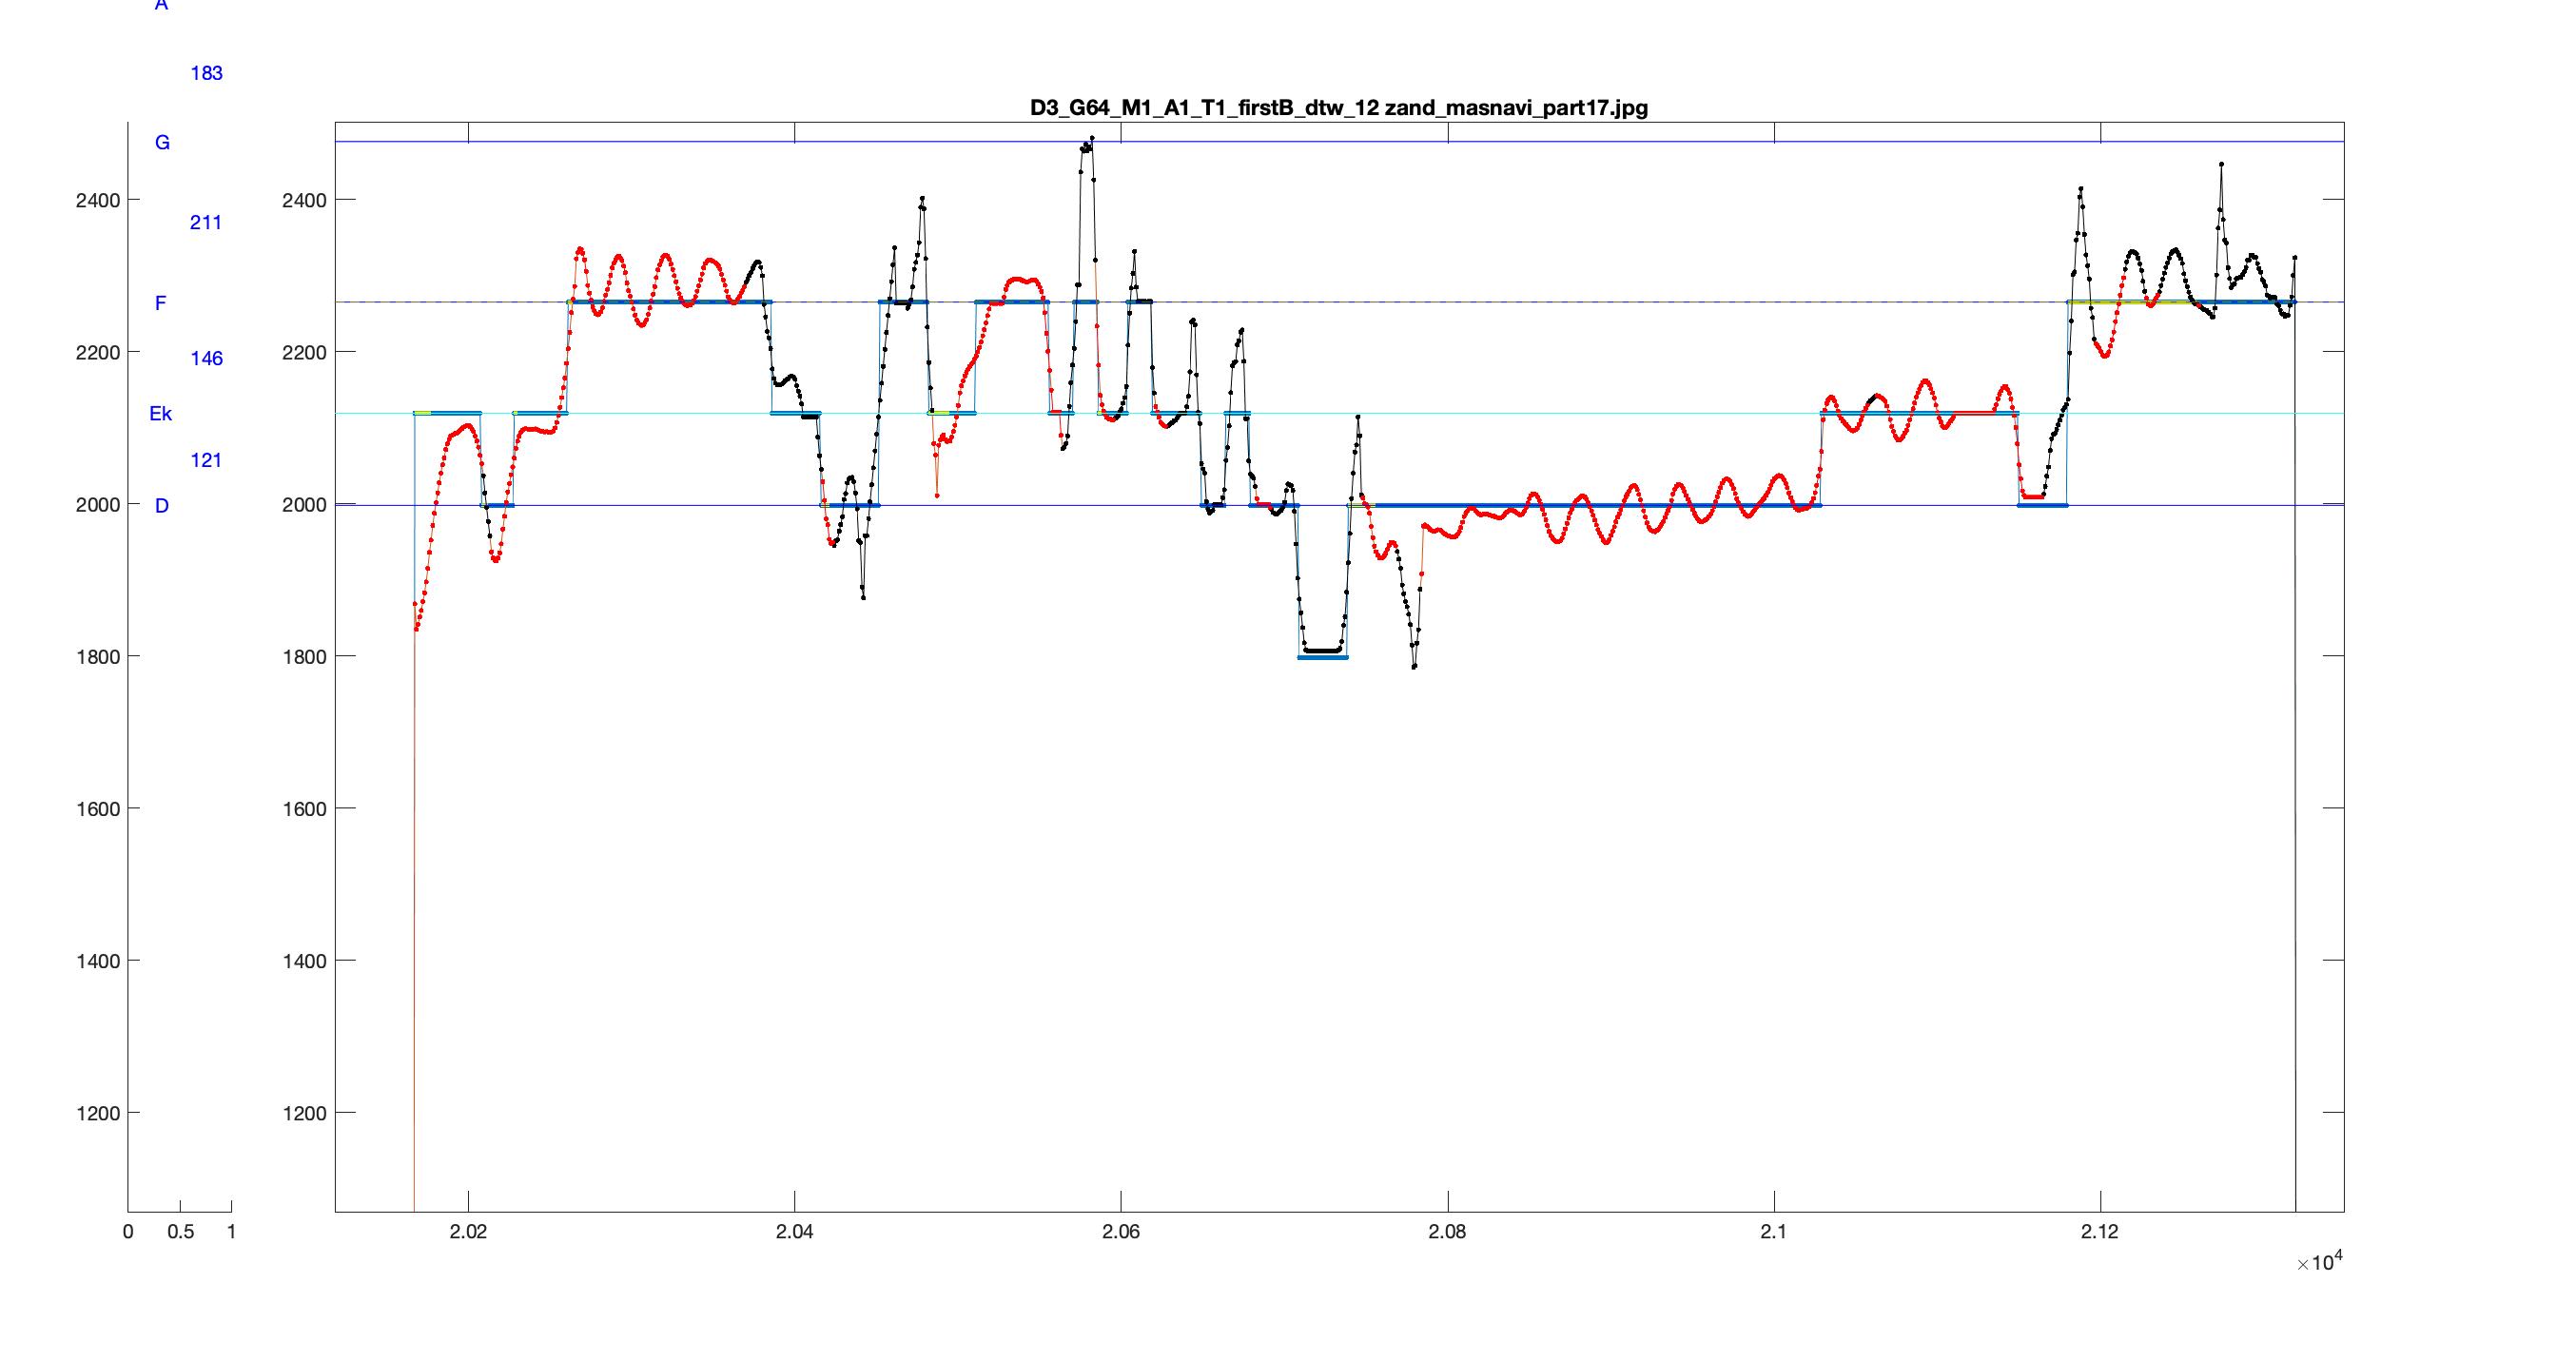 A
183
D3_G64_M1_A1_T1_firstB_dtw_12 zand_masnavi_part17.jpg
G
2400 2400
211
F
2200 2200
146
Ek
121
2000 D 2000
1800 1800
1600 1600
1400 1400
1200 1200
0 0.5 1 2.02 2.04 2.06 2.08 2.1 2.12
×10⁴